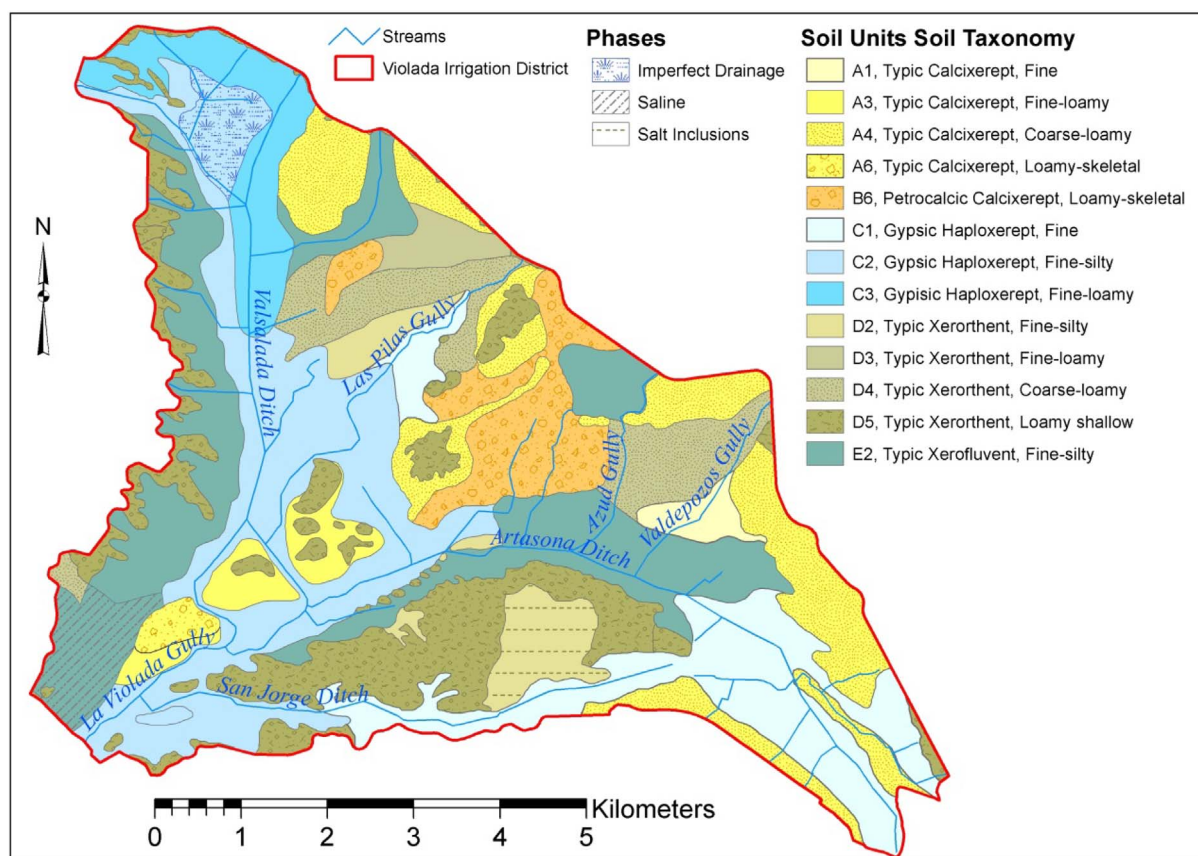 Streams
Violada Irrigation District
Phases
Imperfect Drainage
Saline
Salt Inclusions
Soil Units Soil Taxonomy
A1, Typic Calcixerept, Fine
A3, Typic Calcixerept, Fine-loamy
A4, Typic Calcixerept, Coarse-loamy
A6, Typic Calcixerept, Loamy-skeletal
B6, Petrocalcic Calcixerept, Loamy-skeletal
C1, Gypsic Haploxerept, Fine
C2, Gypsic Haploxerept, Fine-silty
C3, Gypisic Haploxerept, Fine-loamy
D2, Typic Xerorthent, Fine-silty
D3, Typic Xerorthent, Fine-loamy
D4, Typic Xerorthent, Coarse-loamy
D5, Typic Xerorthent, Loamy shallow
E2, Typic Xerofluvent, Fine-silty
N
Valsalada Ditch
Las Pilas Gully
Azud Gully
Valdepozos Gully
Artasona Ditch
La Violada Gully
San Jorge Ditch
Kilometers
0 1 2 3 4 5